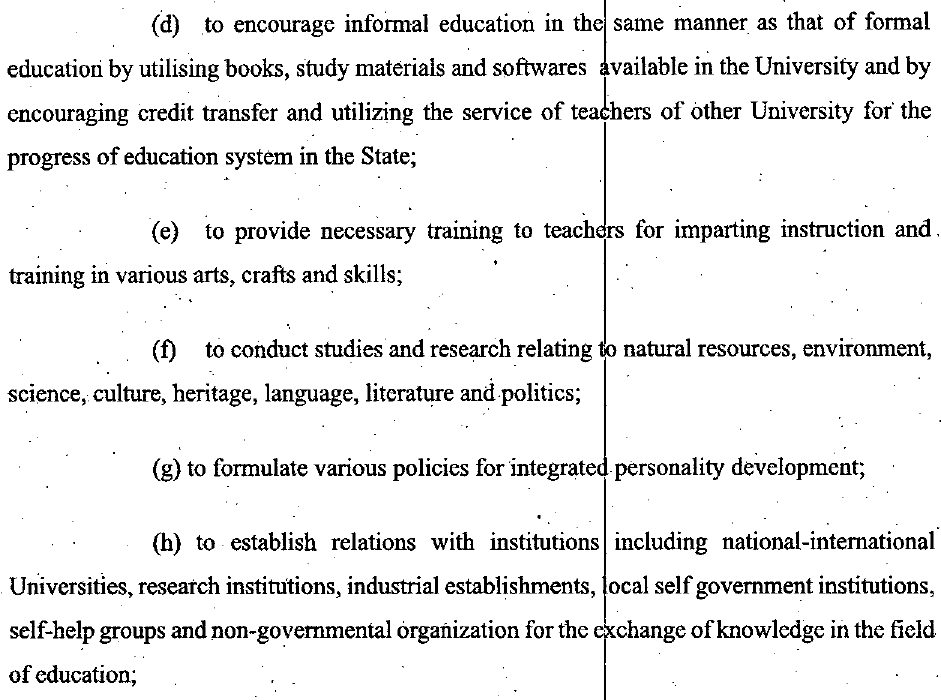 (d) to encourage informal education in the same manner as that of formal
education by utilising books, study materials and softwares available in the University and by
encouraging credit transfer and utilizing the service of teachers of other University for the
progress of education system in the State;
(e) to provide necessary training to teachers for imparting instruction and
training in various arts, crafts and skills;
(f) to conduct studies and research relating to natural resources, environment,
science, culture, heritage, language, literature and politics;
(g) to formulate various policies for integrated personality development;
(h) to establish relations with institutions including national-international
Universities, research institutions, industrial establishments, local self government institutions,
self-help groups and non-governmental organization for the exchange of knowledge in the field
of education;